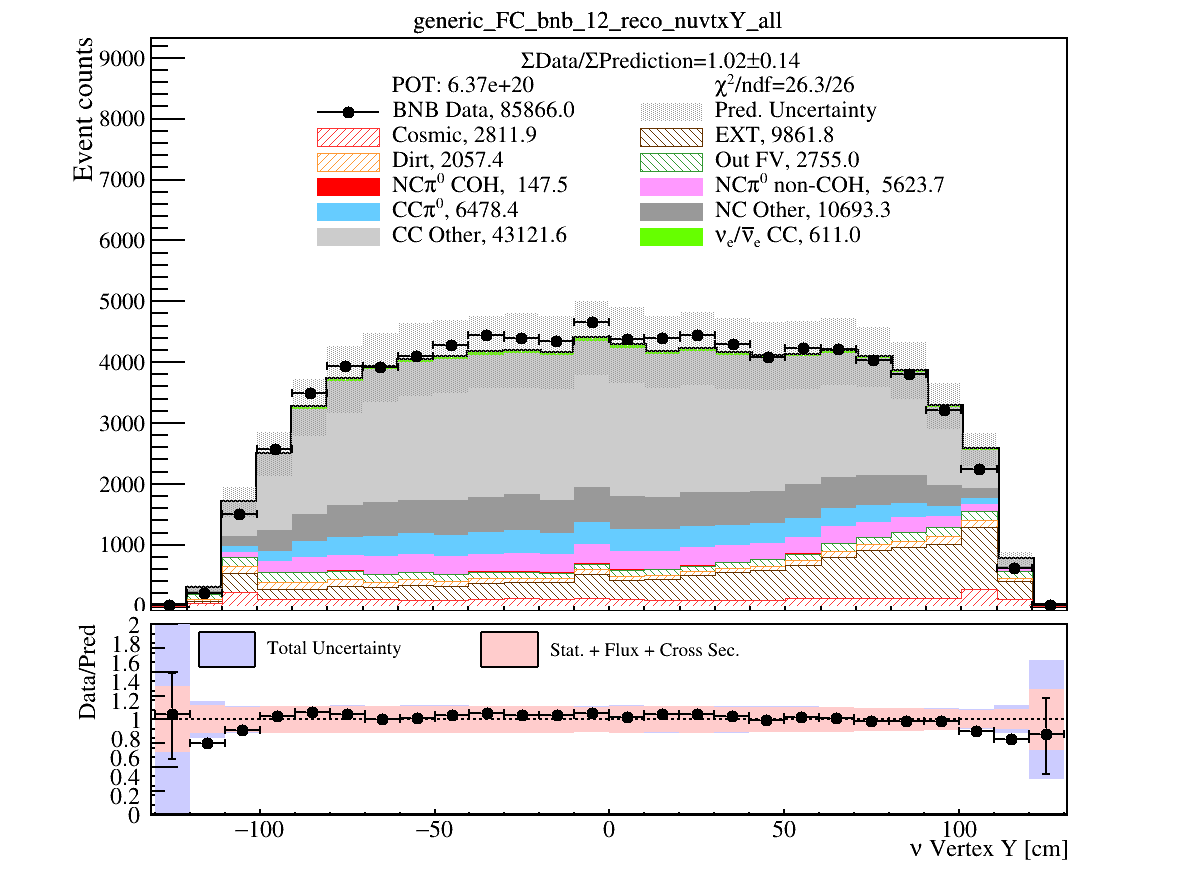 generic_FC_bnb_12_reco_nuvtxY_all
ΣData/ΣPrediction=1.02±0.14
POT: 6.37e+20
χ²/ndf=26.3/26
BNB Data, 85866.0
Pred. Uncertainty
Cosmic, 2811.9
EXT, 9861.8
Dirt, 2057.4
Out FV, 2755.0
NCπ⁰ COH, 147.5
NCπ⁰ non-COH, 5623.7
CCπ⁰, 6478.4
NC Other, 10693.3
CC Other, 43121.6
νₑ/ν̅ₑ CC, 611.0
Event counts
9000
8000
7000
6000
5000
4000
3000
2000
1000
0
Data/Pred
2
1.8
1.6
1.4
1.2
1
0.8
0.6
0.4
0.2
0
Total Uncertainty
Stat. + Flux + Cross Sec.
−100
−50
0
50
100
ν Vertex Y [cm]